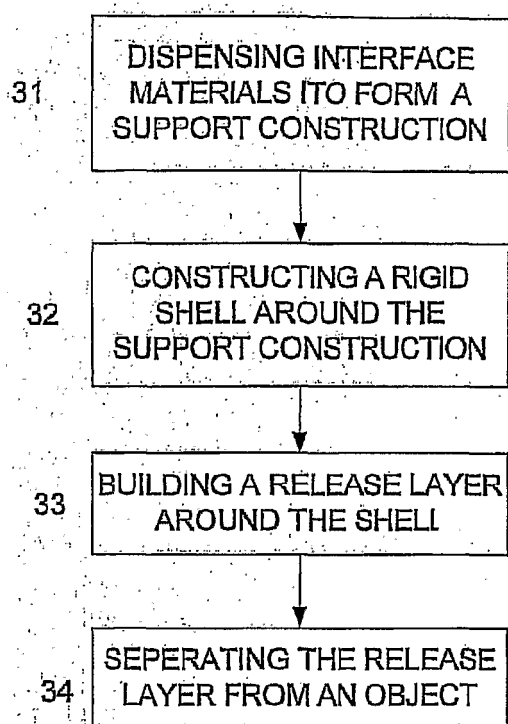 31
DISPENSING INTERFACE
MATERIALS ITO FORM A
SUPPORT CONSTRUCTION
32
CONSTRUCTING A RIGID
SHELL AROUND THE
SUPPORT CONSTRUCTION
33
BUILDING A RELEASE LAYER
AROUND THE SHELL
34
SEPERATING THE RELEASE
LAYER FROM AN OBJECT